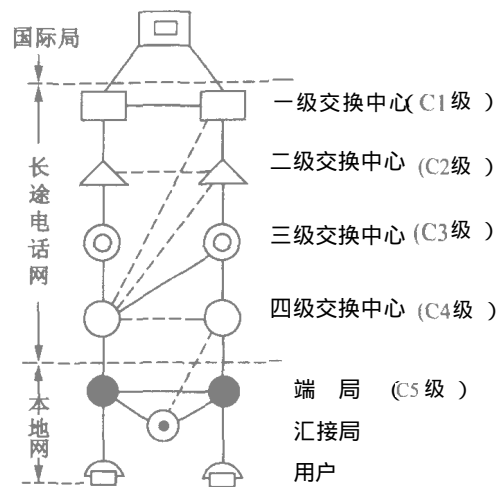 国际局
一级交换中心( C1级 )
二级交换中心 (C2级 )
三级交换中心 (C3级 )
四级交换中心 (C4级 )
长途电话网
端 局 (C5 级 )
汇接局
用户
本地网